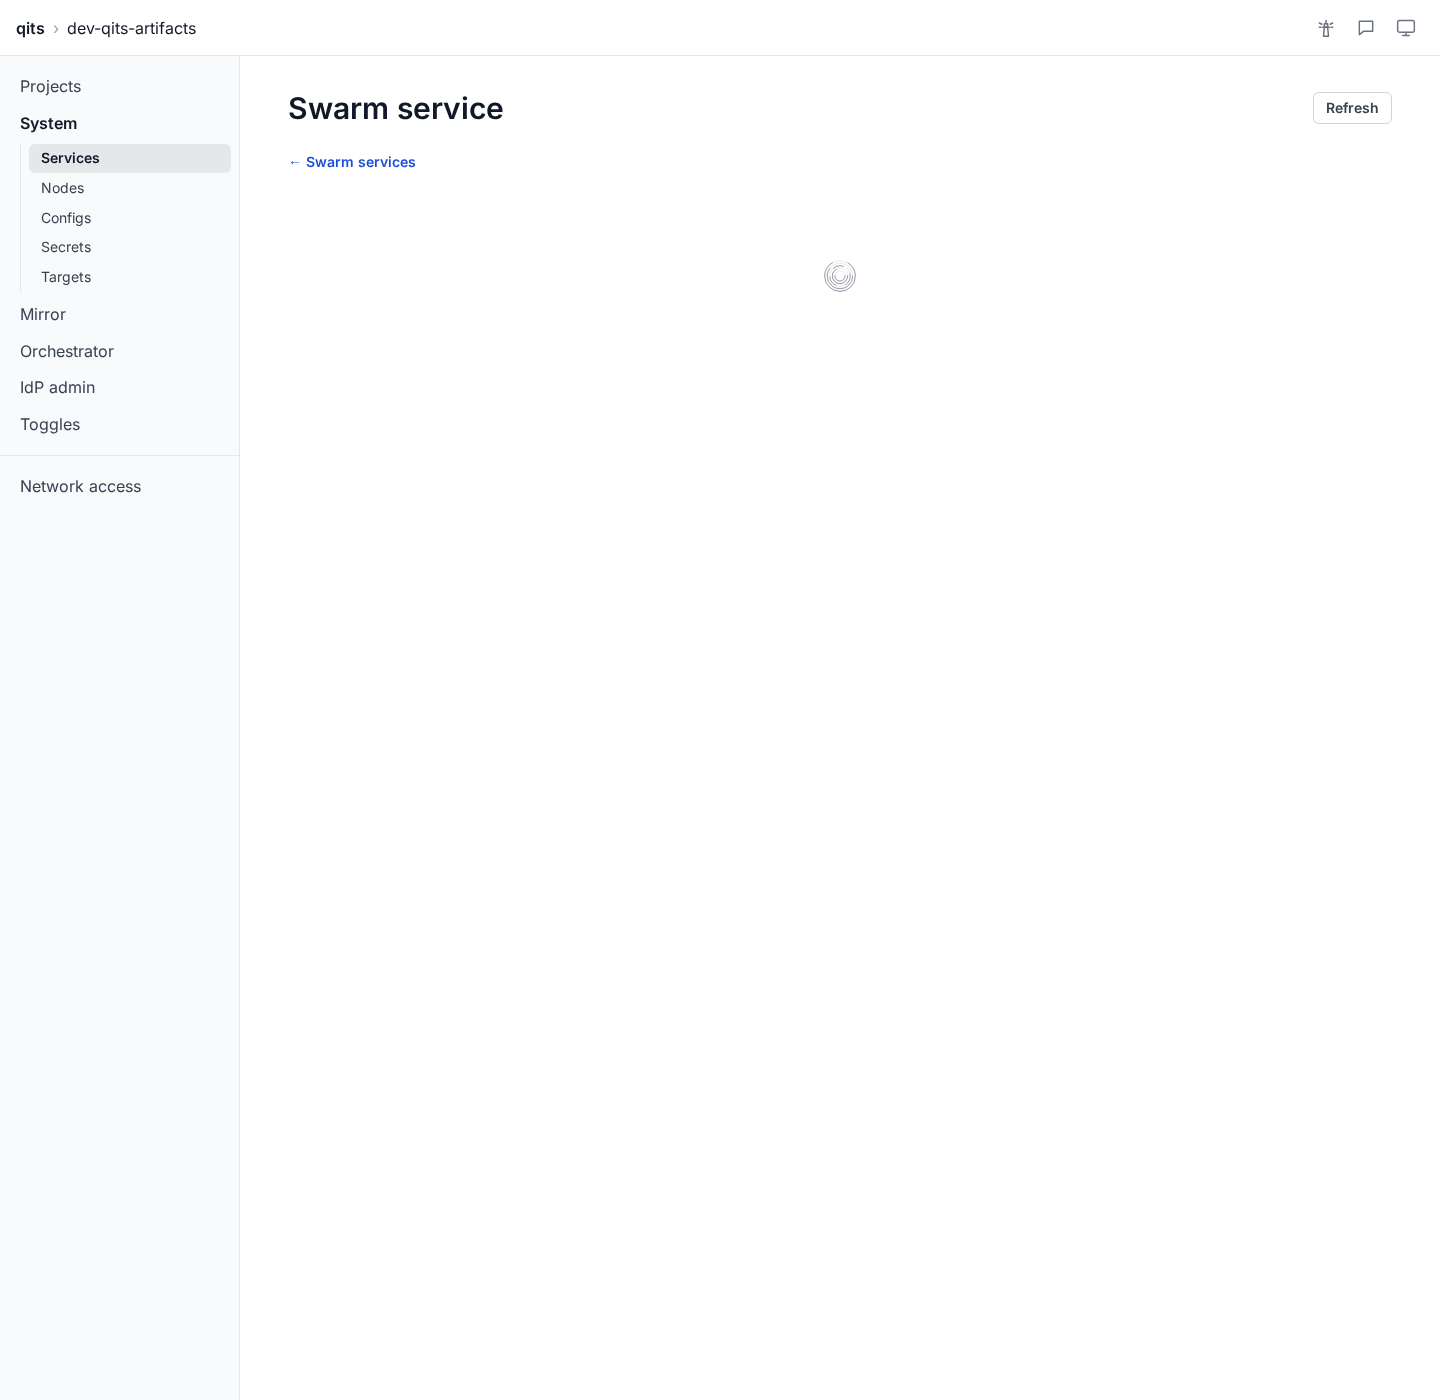 qits › dev-qits-artifacts
Projects
System
Services
Nodes
Configs
Secrets
Targets
Mirror
Orchestrator
IdP admin
Toggles
Network access
Swarm service
Refresh
← Swarm services